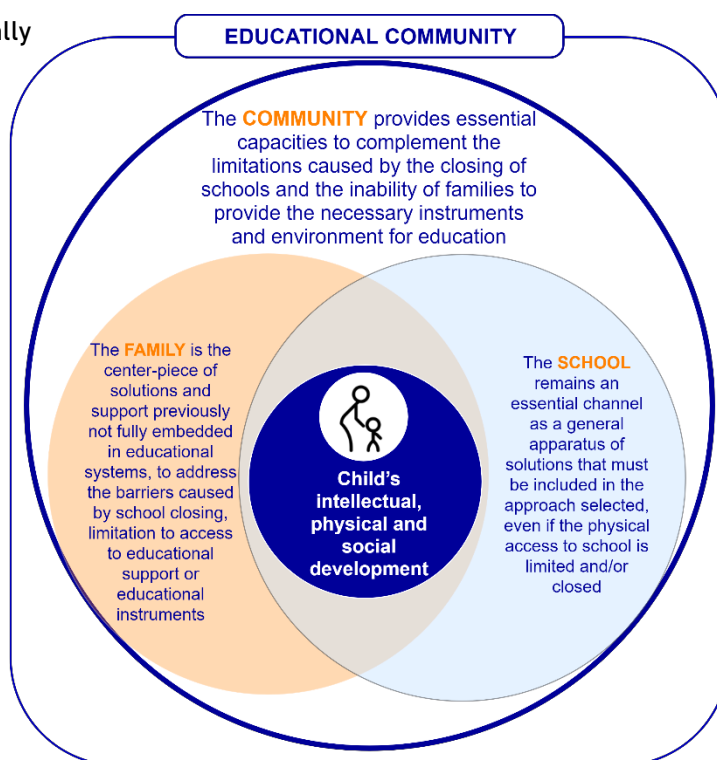 ally
EDUCATIONAL COMMUNITY
The COMMUNITY provides essential
capacities to complement the
limitations caused by the closing of
schools and the inability of families to
provide the necessary instruments
and environment for education
The FAMILY is the
center-piece of
solutions and
support previously
not fully embedded
in educational
systems, to address
the barriers caused
by school closing,
limitation to access
to educational
support or
educational
instruments
Child's
intellectual,
physical and
social
development
The SCHOOL
remains an
essential channel
as a general
apparatus of
solutions that must
be included in the
approach selected,
even if the physical
access to school is
limited and/or
closed